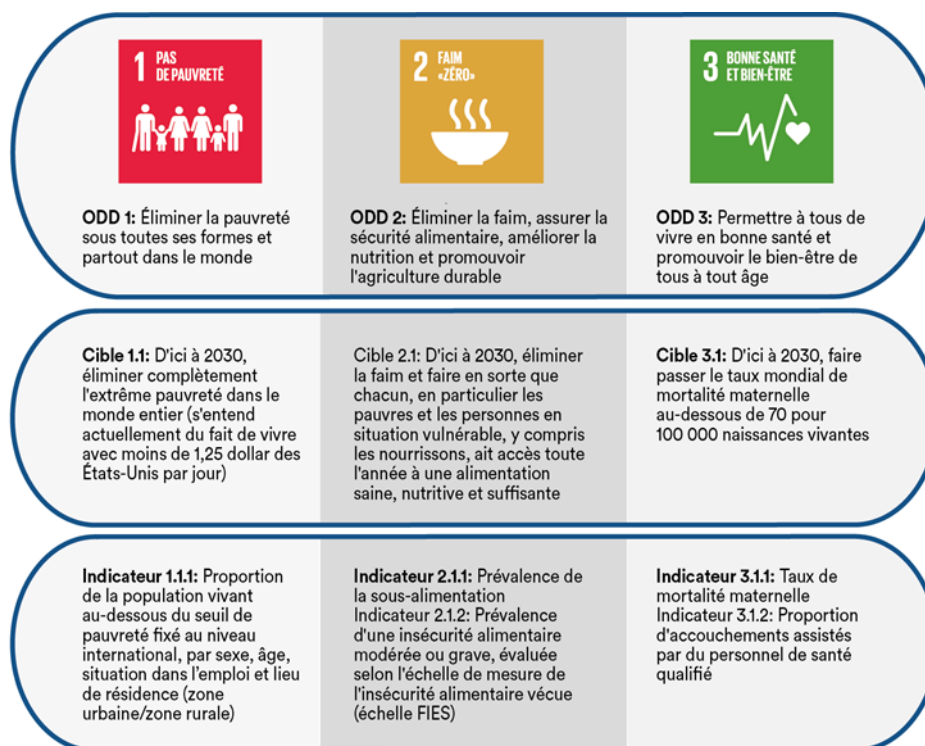 1 PAS
DE PAUVRETÉ
2 FAIM
«ZÉRO»
3 BONNE SANTÉ
ET BIEN-ÊTRE
ODD 1: Éliminer la pauvreté
sous toutes ses formes et
partout dans le monde
ODD 2: Éliminer la faim, assurer la
sécurité alimentaire, améliorer la
nutrition et promouvoir
l'agriculture durable
ODD 3: Permettre à tous de
vivre en bonne santé et
promouvoir le bien-être de
tous à tout âge
Cible 1.1: D'ici à 2030,
éliminer complètement
l'extrême pauvreté dans le
monde entier (s'entend
actuellement du fait de vivre
avec moins de 1,25 dollar des
États-Unis par jour)
Cible 2.1: D'ici à 2030, éliminer
la faim et faire en sorte que
chacun, en particulier les
pauvres et les personnes en
situation vulnérable, y compris
les nourrissons, ait accès toute
l'année à une alimentation
saine, nutritive et suffisante
Cible 3.1: D'ici à 2030, faire
passer le taux mondial de
mortalité maternelle
au-dessous de 70 pour
100 000 naissances vivantes
Indicateur 1.1.1: Proportion
de la population vivant
au-dessous du seuil de
pauvreté fixé au niveau
international, par sexe, âge,
situation dans l'emploi et lieu
de résidence (zone
urbaine/zone rurale)
Indicateur 2.1.1: Prévalence de
la sous-alimentation
Indicateur 2.1.2: Prévalence
d'une insécurité alimentaire
modérée ou grave, évaluée
selon l'échelle de mesure de
l'insécurité alimentaire vécue
(échelle FIES)
Indicateur 3.1.1: Taux de
mortalité maternelle
Indicateur 3.1.2: Proportion
d'accouchements assistés
par du personnel de santé
qualifié